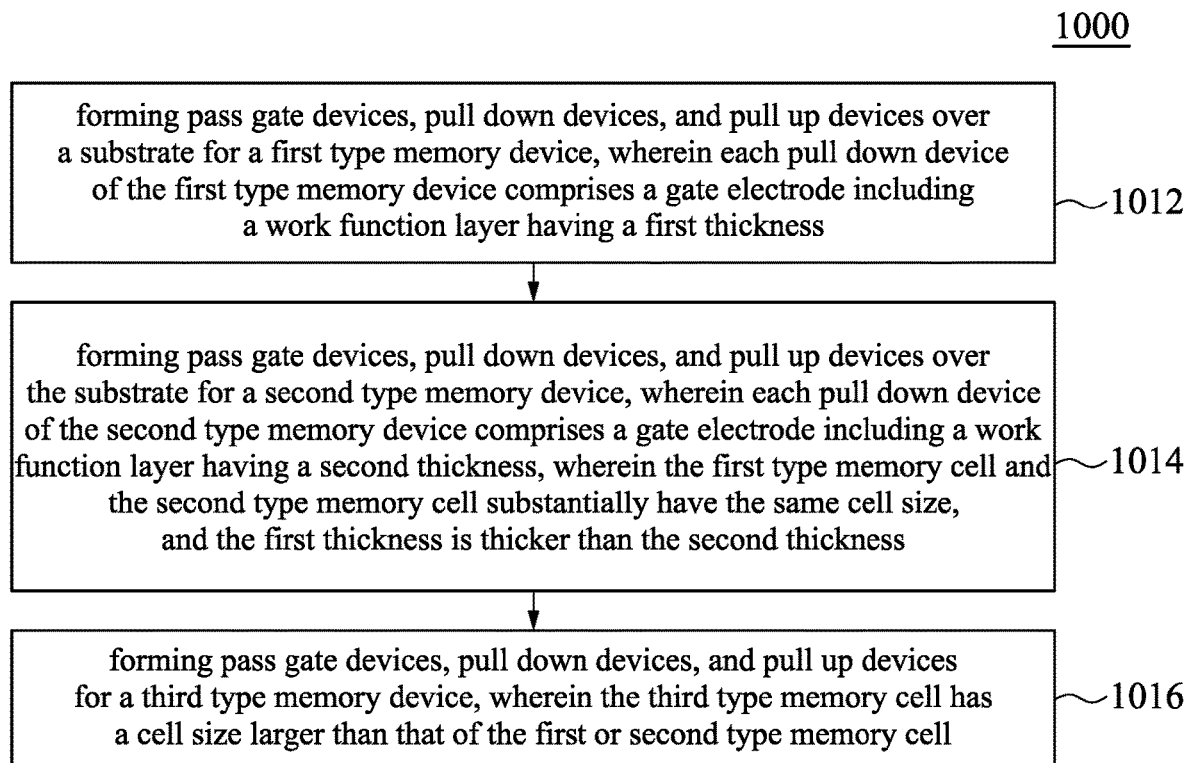 1000
forming pass gate devices, pull down devices, and pull up devices over
a substrate for a first type memory device, wherein each pull down device
of the first type memory device comprises a gate electrode including
a work function layer having a first thickness
1012
forming pass gate devices, pull down devices, and pull up devices over
the substrate for a second type memory device, wherein each pull down device
of the second type memory device comprises a gate electrode including a work
function layer having a second thickness, wherein the first type memory cell and
the second type memory cell substantially have the same cell size,
and the first thickness is thicker than the second thickness
1014
forming pass gate devices, pull down devices, and pull up devices
for a third type memory device, wherein the third type memory cell has
a cell size larger than that of the first or second type memory cell
1016